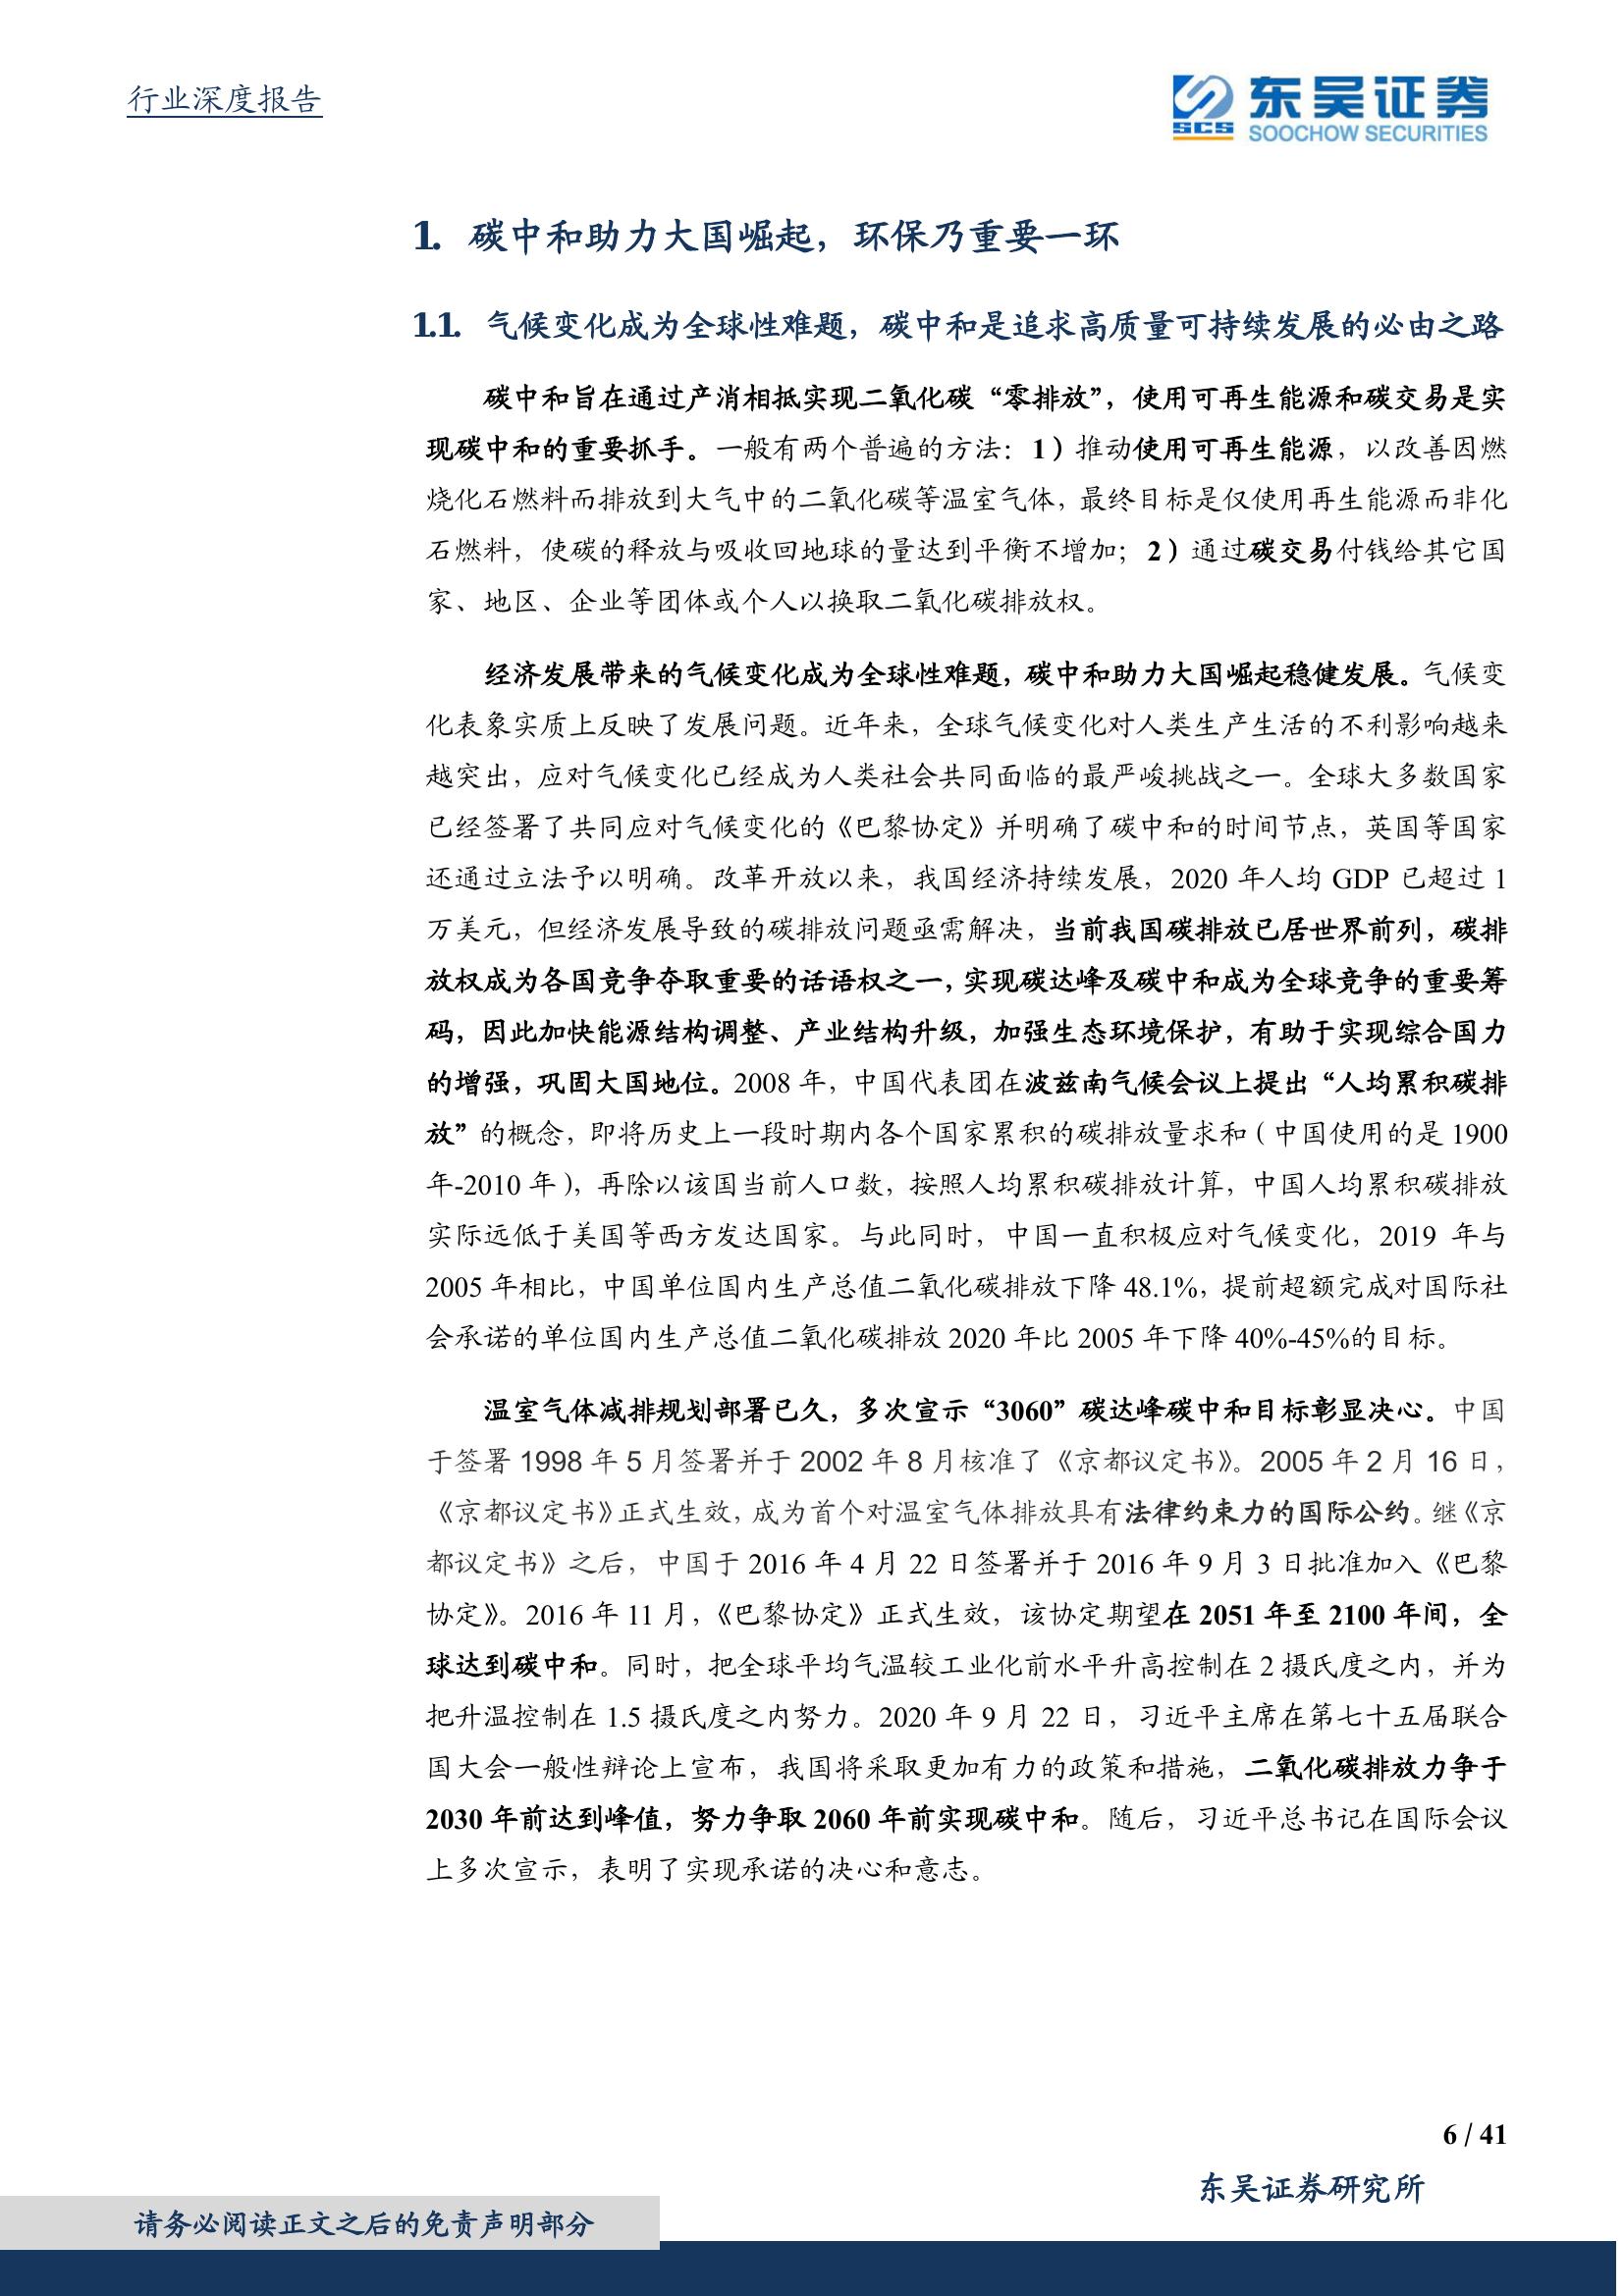 行业深度报告
SCS 东吴证券
SOOCHOW SECURITIES
1. 碳中和助力大国崛起，环保乃重要一环
1.1. 气候变化成为全球性难题，碳中和是追求高质量可持续发展的必由之路
碳中和旨在通过产消相抵实现二氧化碳“零排放”，使用可再生能源和碳交易是实
现碳中和的重要抓手。一般有两个普遍的方法：1）推动使用可再生能源，以改善因燃
烧化石燃料而排放到大气中的二氧化碳等温室气体，最终目标是仅使用再生能源而非化
石燃料，使碳的释放与吸收回地球的量达到平衡不增加；2）通过碳交易付钱给其它国
家、地区、企业等团体或个人以换取二氧化碳排放权。
经济发展带来的气候变化成为全球性难题，碳中和助力大国崛起稳健发展。气候变
化表象实质上反映了发展问题。近年来，全球气候变化对人类生产生活的不利影响越来
越突出，应对气候变化已经成为人类社会共同面临的最严峻挑战之一。全球大多数国家
已经签署了共同应对气候变化的《巴黎协定》并明确了碳中和的时间节点，英国等国家
还通过立法予以明确。改革开放以来，我国经济持续发展，2020 年人均 GDP 已超过 1
万美元，但经济发展导致的碳排放问题亟需解决，当前我国碳排放已居世界前列，碳排
放权成为各国竞争夺取重要的话语权之一，实现碳达峰及碳中和成为全球竞争的重要筹
码，因此加快能源结构调整、产业结构升级，加强生态环境保护，有助于实现综合国力
的增强，巩固大国地位。2008 年，中国代表团在波兹南气候会议上提出“人均累积碳排
放”的概念，即将历史上一段时期内各个国家累积的碳排放量求和（中国使用的是 1900
年-2010 年），再除以该国当前人口数，按照人均累积碳排放计算，中国人均累积碳排放
实际远低于美国等西方发达国家。与此同时，中国一直积极应对气候变化，2019 年与
2005 年相比，中国单位国内生产总值二氧化碳排放下降 48.1%，提前超额完成对国际社
会承诺的单位国内生产总值二氧化碳排放 2020 年比 2005 年下降 40%-45%的目标。
温室气体减排规划部署已久，多次宣示“3060”碳达峰碳中和目标彰显决心。中国
于签署 1998 年 5 月签署并于 2002 年 8 月核准了《京都议定书》。2005 年 2 月 16 日，
《京都议定书》正式生效，成为首个对温室气体排放具有法律约束力的国际公约。继《京
都议定书》之后，中国于 2016 年 4 月 22 日签署并于 2016 年 9 月 3 日批准加入《巴黎
协定》。2016 年 11 月，《巴黎协定》正式生效，该协定期望在 2051 年至 2100 年间，全
球达到碳中和。同时，把全球平均气温较工业化前水平升高控制在 2 摄氏度之内，并为
把升温控制在 1.5 摄氏度之内努力。2020 年 9 月 22 日，习近平主席在第七十五届联合
国大会一般性辩论上宣布，我国将采取更加有力的政策和措施，二氧化碳排放力争于
2030 年前达到峰值，努力争取 2060 年前实现碳中和。随后，习近平总书记在国际会议
上多次宣示，表明了实现承诺的决心和意志。
6 / 41
东吴证券研究所
请务必阅读正文之后的免责声明部分